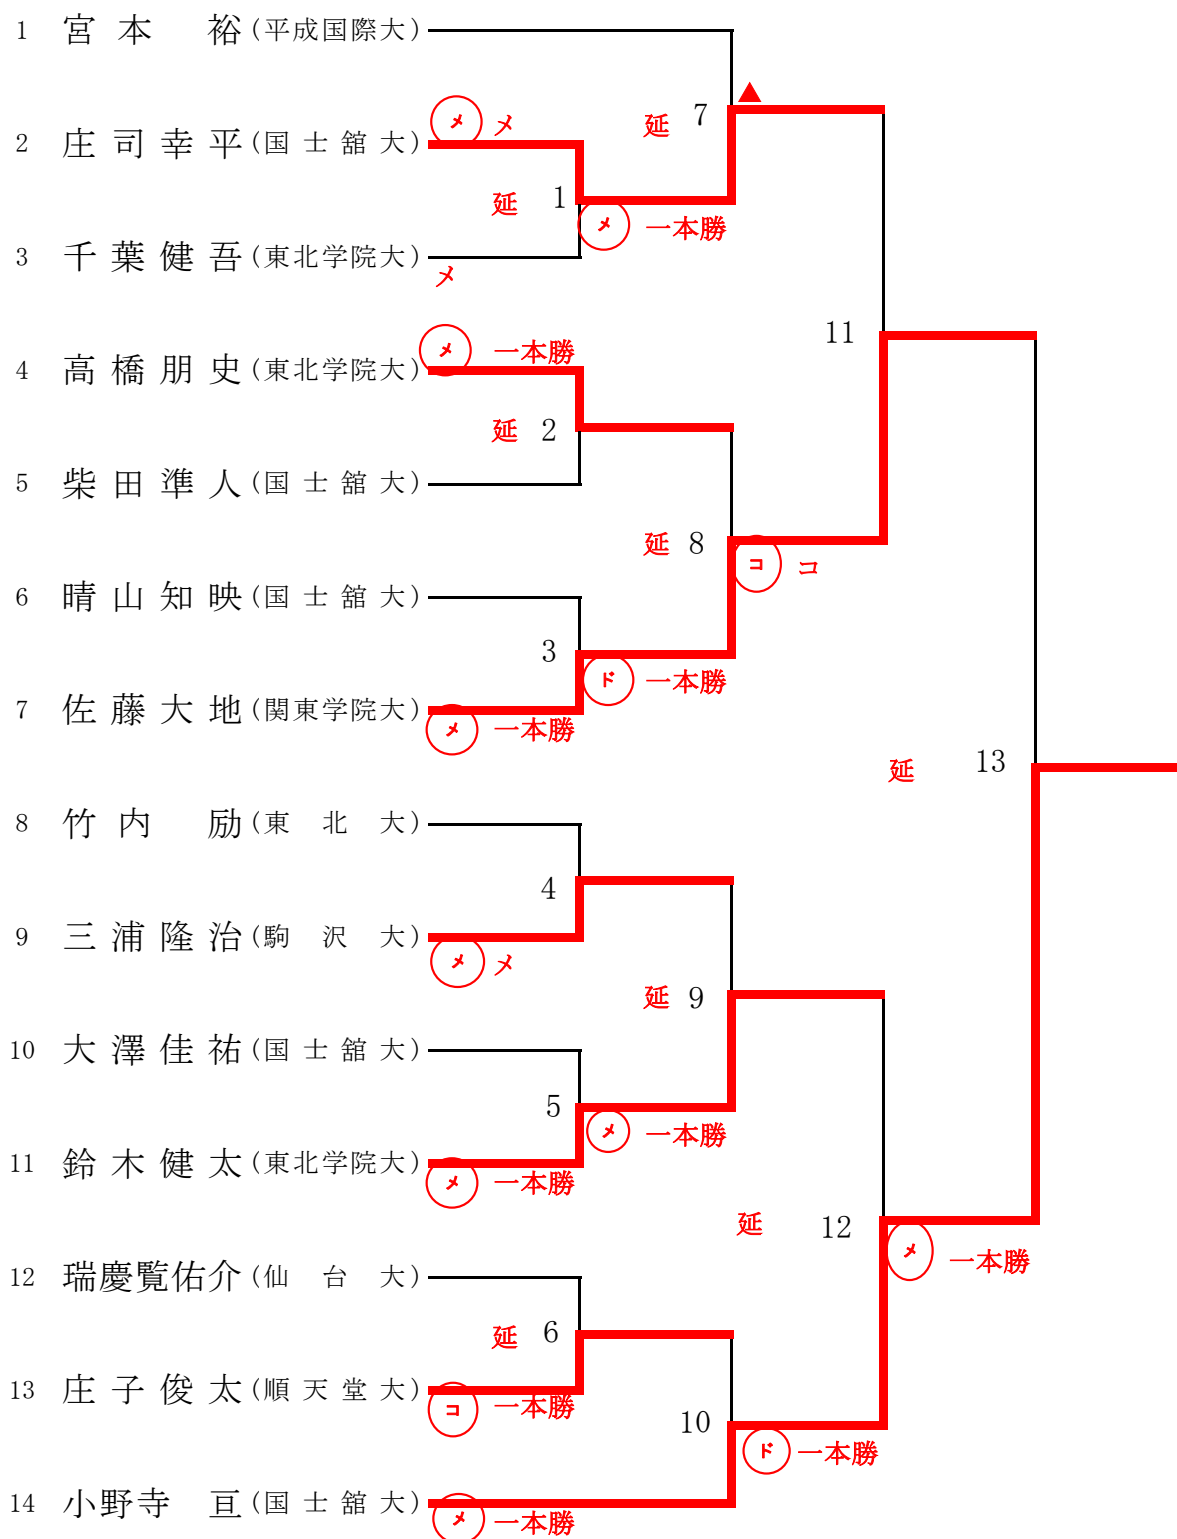 1 宮本 裕 (平成国際大)
7 ▲
延
メ メ
2 庄司幸平 (国士舘大)
延 1
メ 一本勝
3 千葉健吾 (東北学院大)
メ
11
メ 一本勝
4 高橋朋史 (東北学院大)
延 2
5 柴田準人 (国士舘大)
延 8
コ コ
6 晴山知映 (国士舘大)
3
ド 一本勝
7 佐藤大地 (関東学院大)
メ 一本勝
延 13
8 竹内 励 (東北大)
4
9 三浦隆治 (駒沢大)
メ メ
延 9
10 大澤佳祐 (国士舘大)
5
メ 一本勝
11 鈴木健太 (東北学院大)
メ 一本勝
延 12
メ 一本勝
12 瑞慶覧佑介 (仙台大)
延 6
13 庄子俊太 (順天堂大)
コ 一本勝
10
ド 一本勝
14 小野寺 亘 (国士舘大)
メ 一本勝